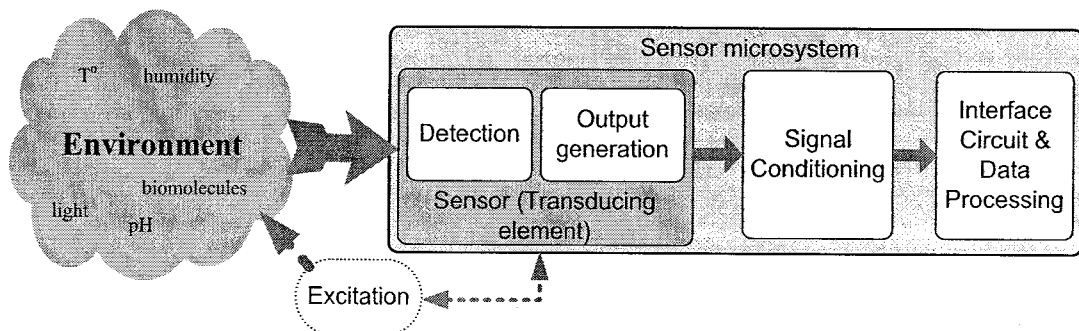 Sensor microsystem
T° humidity
Environment
biomolecules
light
pH
Detection
Output
generation
Sensor (Transducing
element)
Signal
Conditioning
Interface
Circuit &
Data
Processing
Excitation